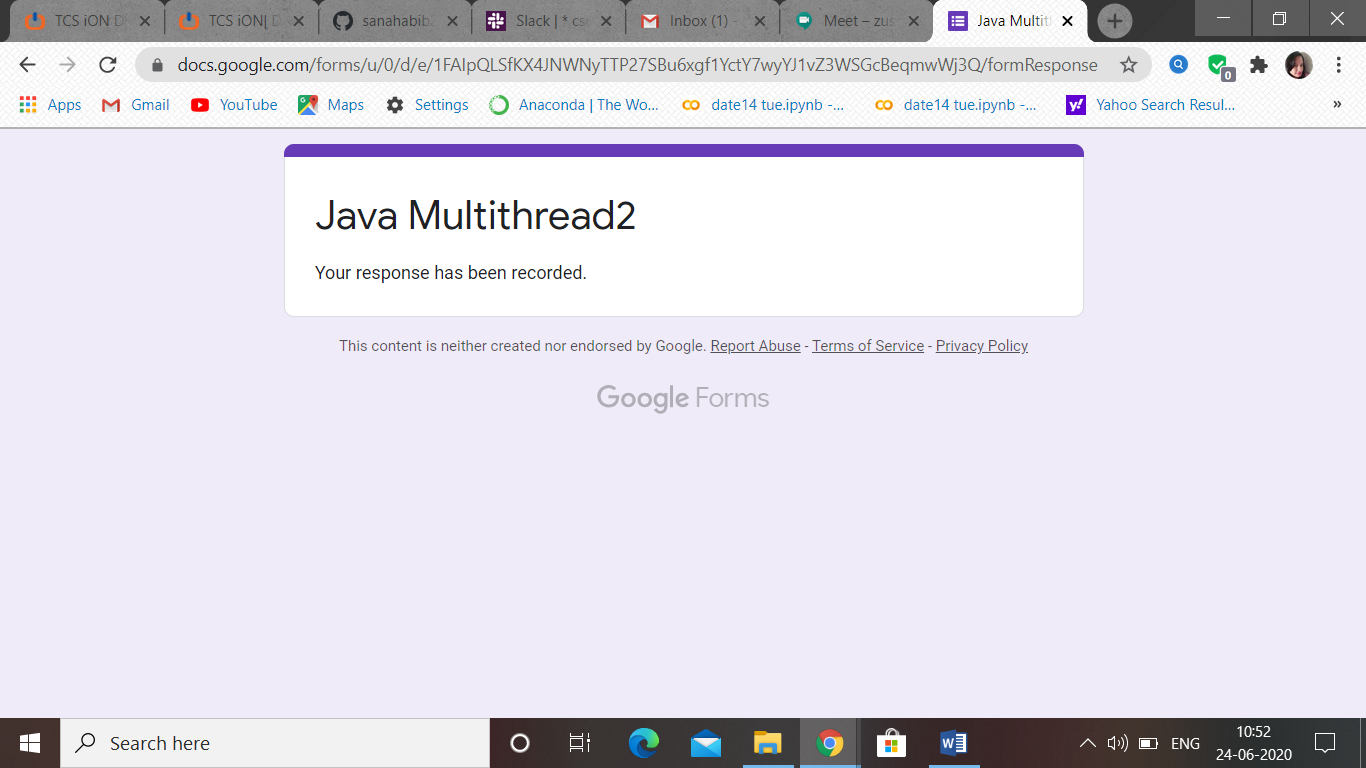 TCS iON D
TCS iON| D
sanahabib
Slack | * cs
Inbox (1) -
Meet – zus
Java Multit
docs.google.com/forms/u/0/d/e/1FAIpQLSfKX4JNWNyTTP27SBu6xgf1YctY7wyYJ1vZ3WSGcBeqmwWj3Q/formResponse
0
Apps
Gmail
YouTube
Maps
Settings
Anaconda | The Wo...
date14 tue.ipynb -...
date14 tue.ipynb -...
Yahoo Search Resul...
»
Java Multithread2
Your response has been recorded.
This content is neither created nor endorsed by Google. Report Abuse - Terms of Service - Privacy Policy
Google Forms
Search here
ENG
10:52
24-06-2020